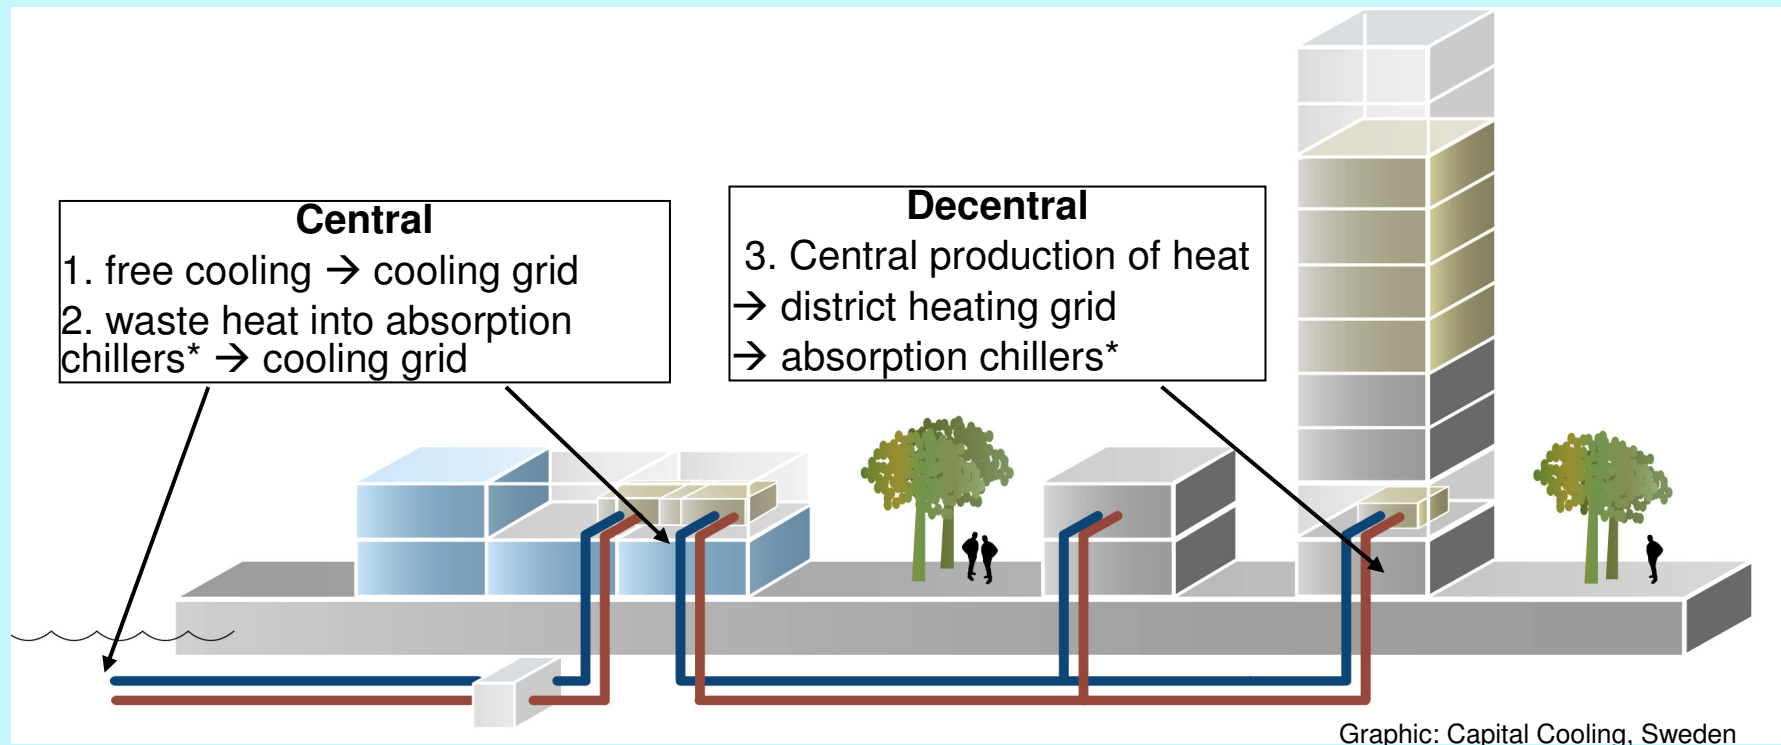 Central
1. free cooling → cooling grid
2. waste heat into absorption
chillers* → cooling grid
Decentral
3. Central production of heat
→ district heating grid
→ absorption chillers*
Graphic: Capital Cooling, Sweden